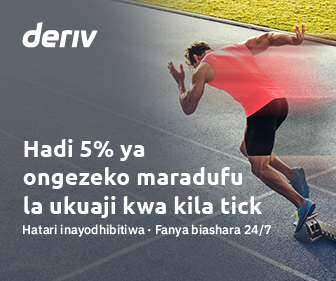 deriv
Hadi 5% ya
ongezeko maradufu
la ukuaji kwa kila tick
Hatari inayodhibitiwa · Fanya biashara 24/7